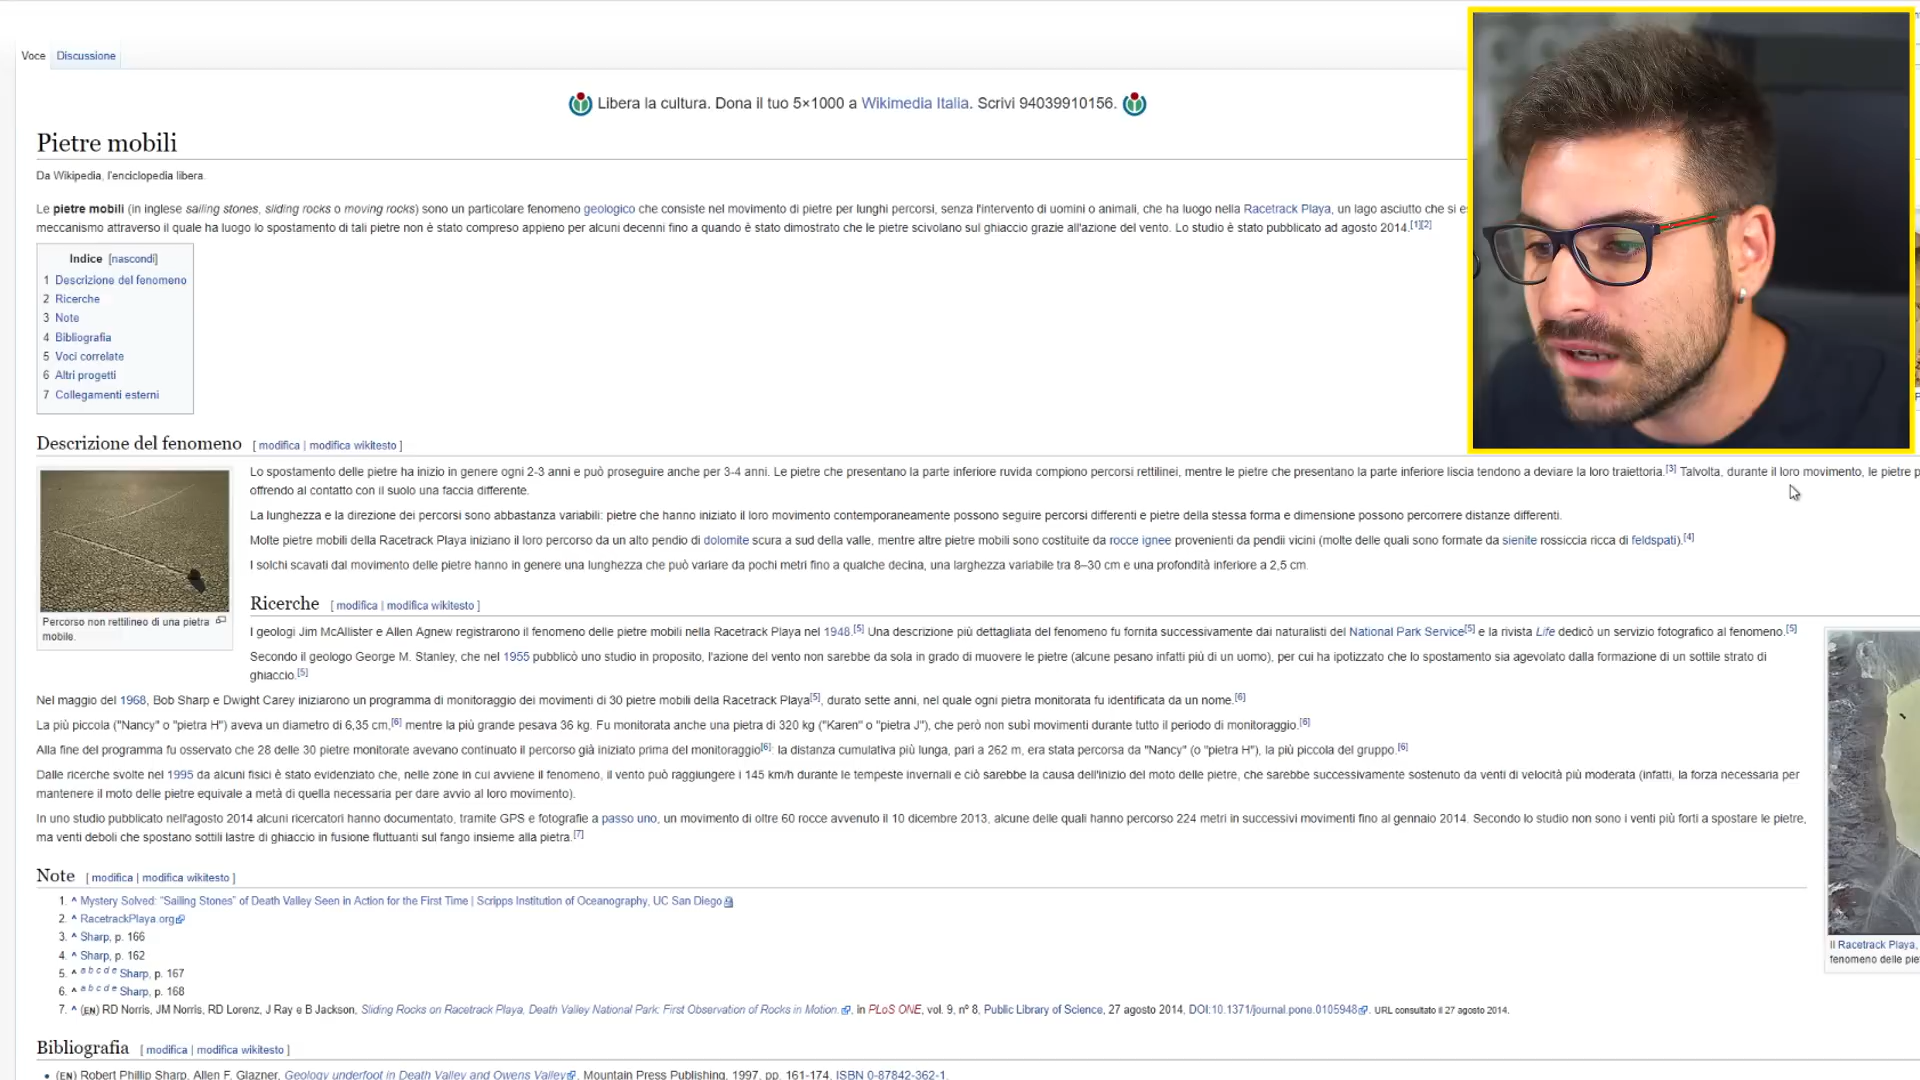 Voce Discussione
Libera la cultura. Dona il tuo 5×1000 a Wikimedia Italia. Scrivi 94039910156.
Pietre mobili
Da Wikipedia, l'enciclopedia libera.
Le pietre mobili (in inglese sailing stones, sliding rocks o moving rocks) sono un particolare fenomeno geologico che consiste nel movimento di pietre per lunghi percorsi, senza l'intervento di uomini o animali, che ha luogo nella Racetrack Playa, un lago asciutto che si
meccanismo attraverso il quale ha luogo lo spostamento di tali pietre non è stato compreso appieno per alcuni decenni fino a quando è stato dimostrato che le pietre scivolano sul ghiaccio grazie all'azione del vento. Lo studio è stato pubblicato ad agosto 2014.[1][2]
Indice [nascondi]
1 Descrizione del fenomeno
2 Ricerche
3 Note
4 Bibliografia
5 Voci correlate
6 Altri progetti
7 Collegamenti esterni
Descrizione del fenomeno [ modifica | modifica wikitesto ]
Lo spostamento delle pietre ha inizio in genere ogni 2-3 anni e può proseguire anche per 3-4 anni. Le pietre che presentano la parte inferiore ruvida compiono percorsi rettilinei, mentre le pietre che presentano la parte inferiore liscia tendono a deviare la loro traiettoria.[3] Talvolta, durante il loro movimento, le pietre
offrendo al contatto con il suolo una faccia differente.
La lunghezza e la direzione dei percorsi sono abbastanza variabili: pietre che hanno iniziato il loro movimento contemporaneamente possono seguire percorsi differenti e pietre della stessa forma e dimensione possono percorrere distanze differenti.
Molte pietre mobili della Racetrack Playa iniziano il loro percorso da un alto pendio di dolomite scura a sud della valle, mentre altre pietre mobili sono costituite da rocce ignee provenienti da pendii vicini (molte delle quali sono formate da sienite rossiccia ricca di feldspati).[4]
I solchi scavati dal movimento delle pietre hanno in genere una lunghezza che può variare da pochi metri fino a qualche decina, una larghezza variabile tra 8–30 cm e una profondità inferiore a 2,5 cm.
Percorso non rettilineo di una pietra
mobile.
Ricerche [ modifica | modifica wikitesto ]
I geologi Jim McAllister e Allen Agnew registrarono il fenomeno delle pietre mobili nella Racetrack Playa nel 1948.[5] Una descrizione più dettagliata del fenomeno fu fornita successivamente dai naturalisti del National Park Service[5] e la rivista Life dedicò un servizio fotografico al fenomeno.[5]
Secondo il geologo George M. Stanley, che nel 1955 pubblicò uno studio in proposito, l'azione del vento non sarebbe da sola in grado di muovere le pietre (alcune pesano infatti più di un uomo), per cui ha ipotizzato che lo spostamento sia agevolato dalla formazione di un sottile strato di
ghiaccio.[5]
Nel maggio del 1968, Bob Sharp e Dwight Carey iniziarono un programma di monitoraggio dei movimenti di 30 pietre mobili della Racetrack Playa[5], durato sette anni, nel quale ogni pietra monitorata fu identificata da un nome.[6]
La più piccola ("Nancy" o "pietra H") aveva un diametro di 6,35 cm,[6] mentre la più grande pesava 36 kg. Fu monitorata anche una pietra di 320 kg ("Karen" o "pietra J"), che però non subì movimenti durante tutto il periodo di monitoraggio.[6]
Alla fine del programma fu osservato che 28 delle 30 pietre monitorate avevano continuato il percorso già iniziato prima del monitoraggio[6]: la distanza cumulativa più lunga, pari a 262 m, era stata percorsa da "Nancy" (o "pietra H"), la più piccola del gruppo.[6]
Dalle ricerche svolte nel 1995 da alcuni fisici è stato evidenziato che, nelle zone in cui avviene il fenomeno, il vento può raggiungere i 145 km/h durante le tempeste invernali e ciò sarebbe la causa dell'inizio del moto delle pietre, che sarebbe successivamente sostenuto da venti di velocità più moderata (infatti, la forza necessaria per
mantenere il moto delle pietre equivale a metà di quella necessaria per dare avvio al loro movimento).
In uno studio pubblicato nell'agosto 2014 alcuni ricercatori hanno documentato, tramite GPS e fotografie a passo uno, un movimento di oltre 60 rocce avvenuto il 10 dicembre 2013, alcune delle quali hanno percorso 224 metri in successivi movimenti fino al gennaio 2014. Secondo lo studio non sono i venti più forti a spostare le pietre,
ma venti deboli che spostano sottili lastre di ghiaccio in fusione fluttuanti sul fango insieme alla pietra.[7]
Il Racetrack Playa,
fenomeno delle
Note [ modifica | modifica wikitesto ]
1. ^ Mystery Solved: "Sailing Stones" of Death Valley Seen in Action for the First Time | Scripps Institution of Oceanography, UC San Diego
2. ^ RacetrackPlaya.org
3. ^ Sharp, p. 166
4. ^ Sharp, p. 162
5. ^ a b c d e Sharp, p. 167
6. ^ a b c d e Sharp, p. 168
7. ^ (EN) RD Norris, JM Norris, RD Lorenz, J Ray e B Jackson, Sliding Rocks on Racetrack Playa, Death Valley National Park: First Observation of Rocks in Motion., in PLoS ONE, vol. 9, nº 8, Public Library of Science, 27 agosto 2014, DOI:10.1371/journal.pone.0105948. URL consultato il 27 agosto 2014.
Bibliografia [ modifica | modifica wikitesto ]
• (EN) Robert Phillip Sharp, Allen F. Glazner, Geology underfoot in Death Valley and Owens Valley, Mountain Press Publishing, 1997, pp. 161-174, ISBN 0-87842-362-1.